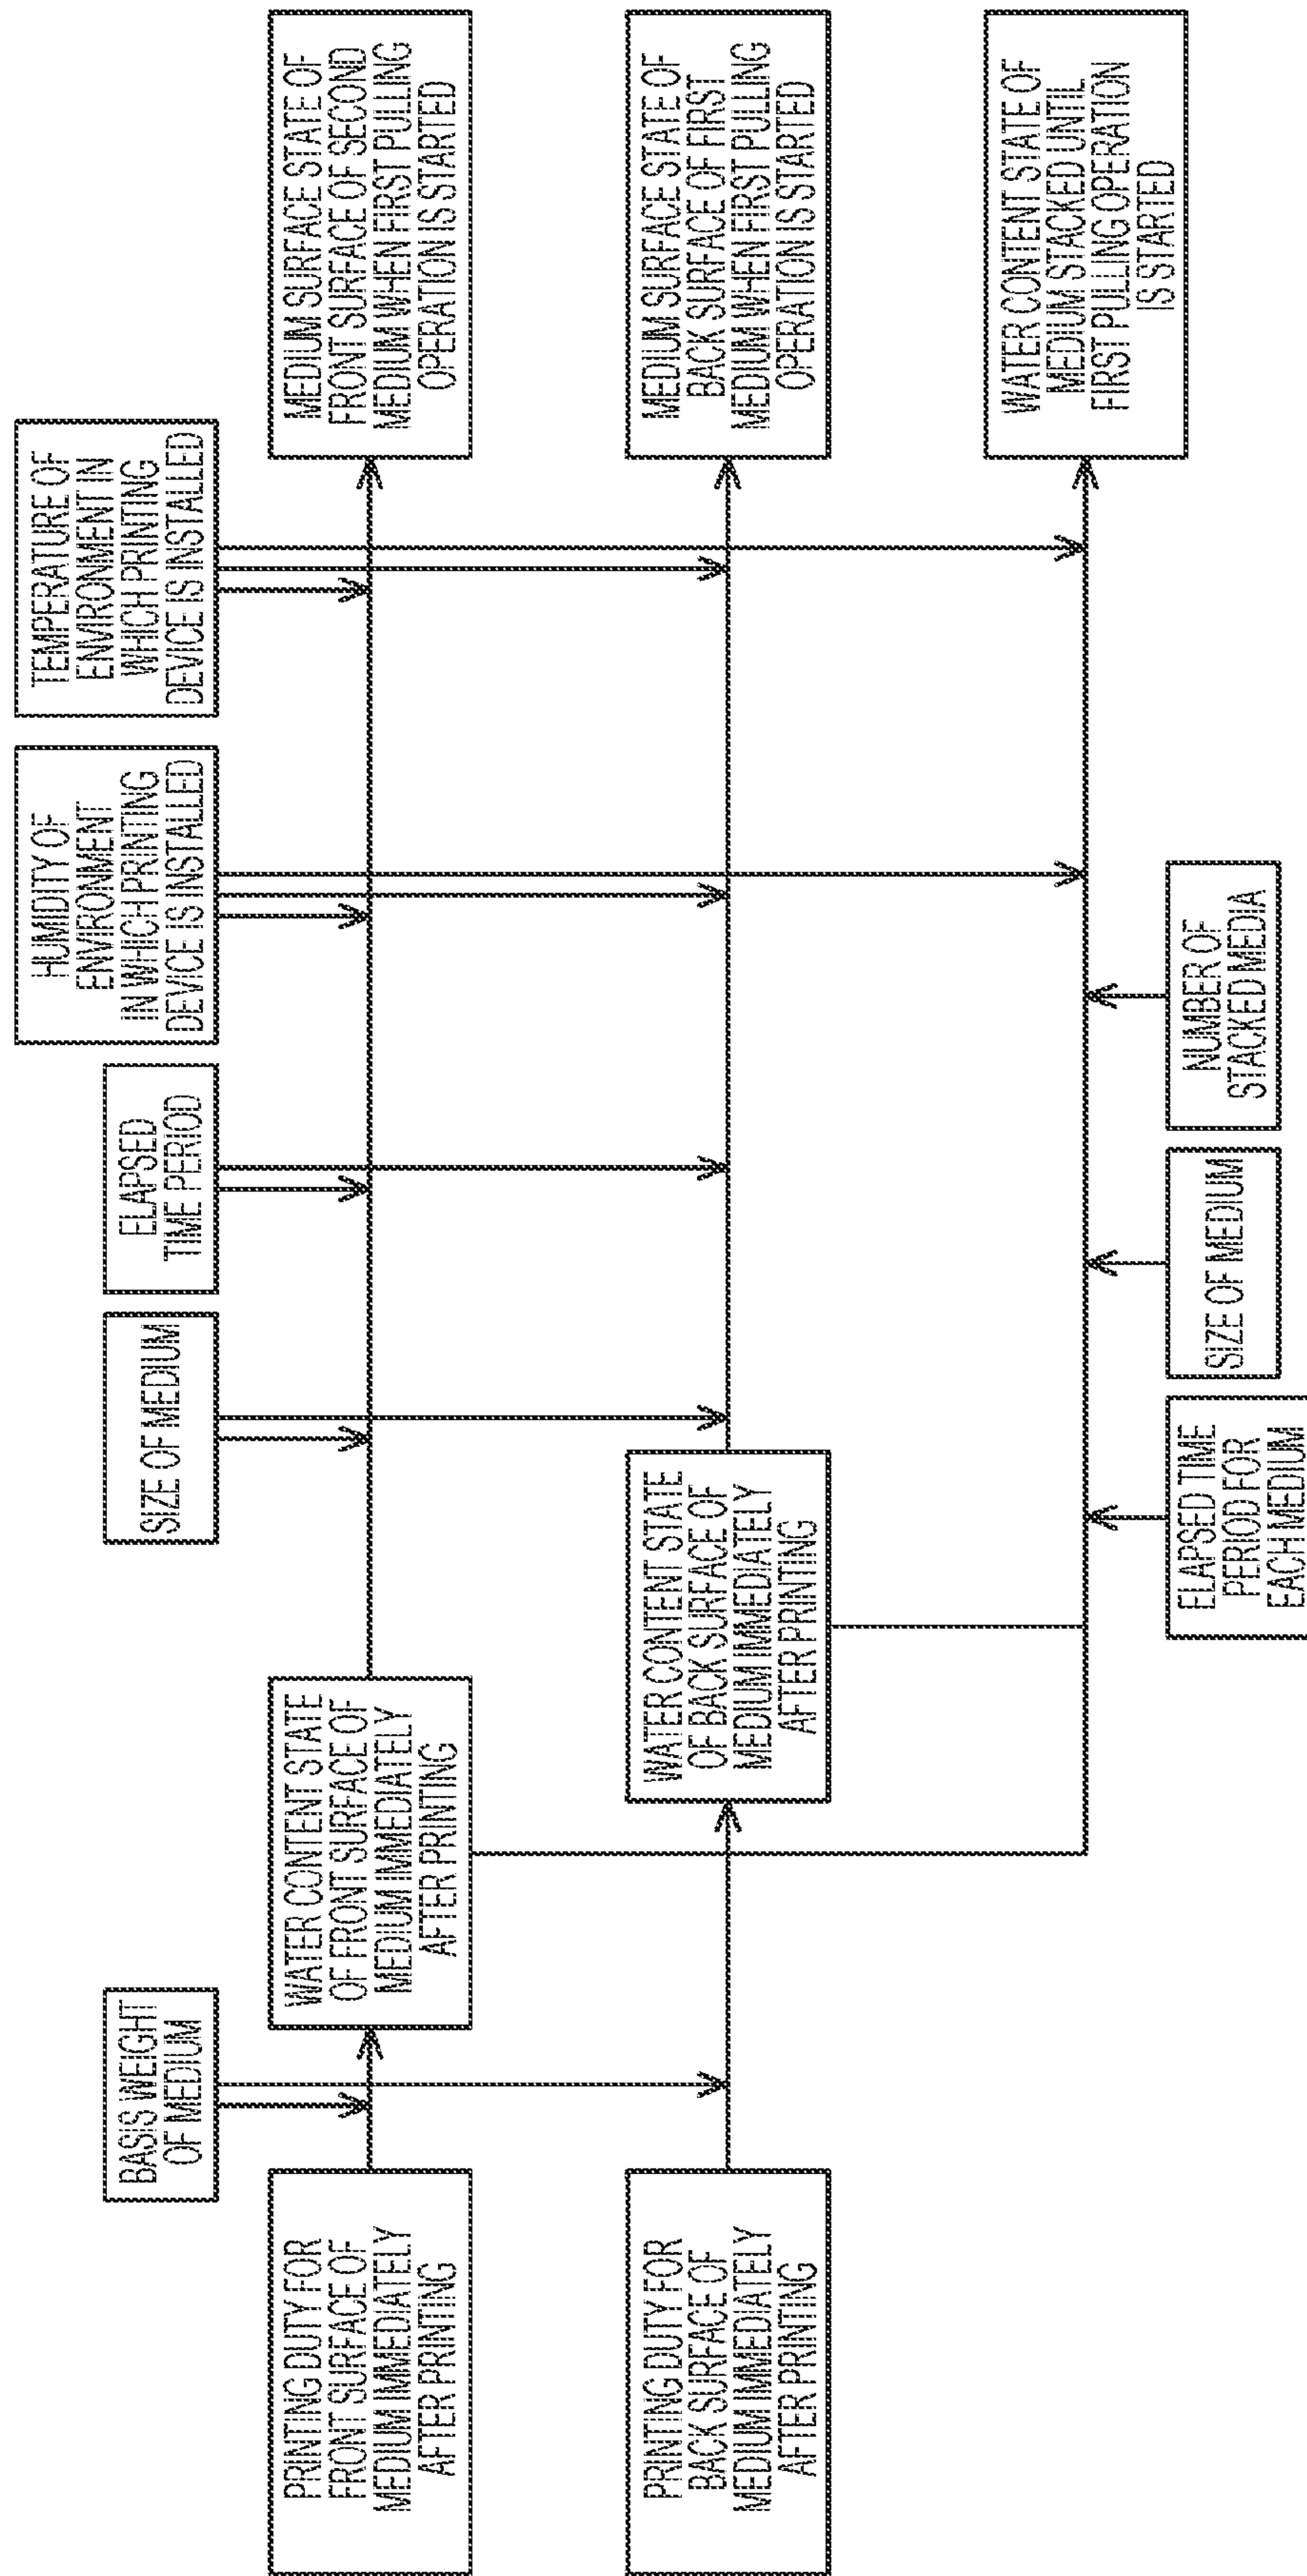 BASIS WEIGHT
OF MEDIUM
SIZE OF MEDIUM
ELAPSED
TIME PERIOD
HUMIDITY OF
ENVIRONMENT
IN WHICH PRINTING
DEVICE IS INSTALLED
TEMPERATURE OF
ENVIRONMENT IN
WHICH PRINTING
DEVICE IS INSTALLED
PRINTING DUTY FOR
FRONT SURFACE OF
MEDIUM IMMEDIATELY
AFTER PRINTING
WATER CONTENT STATE
OF FRONT SURFACE OF
MEDIUM IMMEDIATELY
AFTER PRINTING
MEDIUM SURFACE STATE OF
FRONT SURFACE OF SECOND
MEDIUM WHEN FIRST PULLING
OPERATION IS STARTED
PRINTING DUTY FOR
BACK SURFACE OF
MEDIUM IMMEDIATELY
AFTER PRINTING
WATER CONTENT STATE
OF BACK SURFACE OF
MEDIUM IMMEDIATELY
AFTER PRINTING
MEDIUM SURFACE STATE OF
BACK SURFACE OF FIRST
MEDIUM WHEN FIRST PULLING
OPERATION IS STARTED
WATER CONTENT STATE OF
MEDIUM STACKED UNTIL
FIRST PULLING OPERATION
IS STARTED
ELAPSED TIME
PERIOD FOR
EACH MEDIUM
SIZE OF MEDIUM
NUMBER OF
STACKED MEDIA